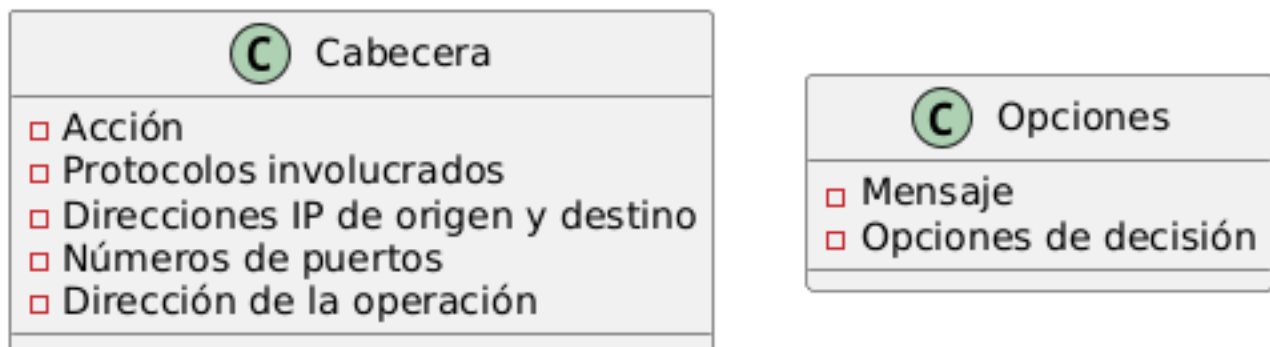 C Cabecera
Acción
Protocolos involucrados
Direcciones IP de origen y destino
Números de puertos
Dirección de la operación
C Opciones
Mensaje
Opciones de decisión